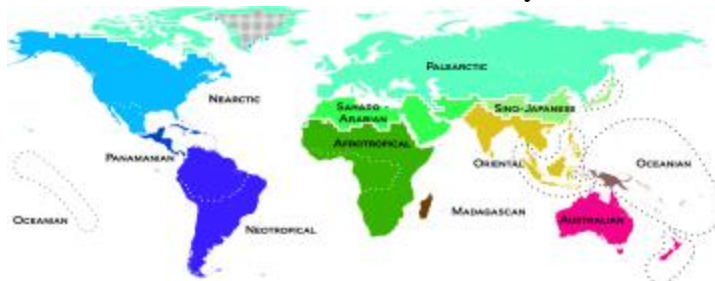 PALEARCTIC
NEARCTIC
SAHARO -
ARABIAN
SINO-JAPANESE
AFROTROPICAL
PANAMANIAN
ORIENTAL
OCEANIAN
OCEANIAN
MADAGASCAN
AUSTRALIAN
NEOTROPICAL